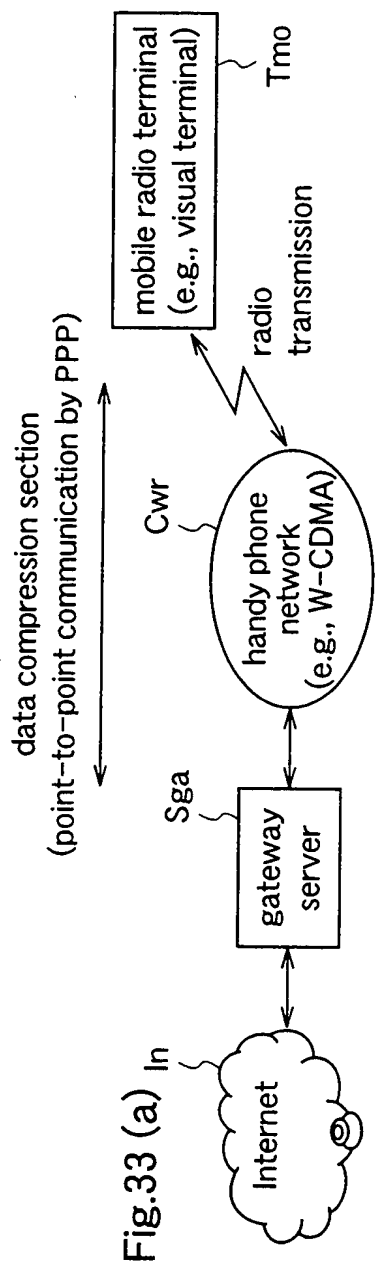 Fig.33 (a)
data compression section
(point-to-point communication by PPP)
In
Internet
Sga
gateway
server
Cwr
handy phone
network
(e.g., W-CDMA)
radio
transmission
mobile radio terminal
(e.g., visual terminal)
Tmo